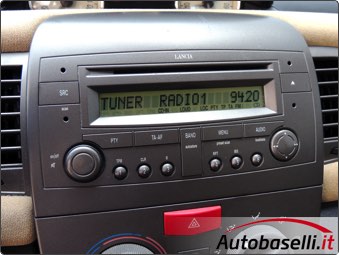 LANCIA
SRC
TUNER RADIO1 9420
PTY
TA-AF
BAND
MENU
AUDIO
Autobaselli.it